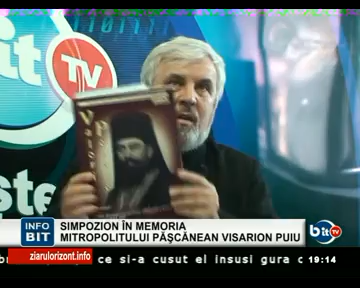 bit
TV
INFO
BIT
SIMPOZION ÎN MEMORIA
MITROPOLITULUI PĂȘCĂNEAN VISARION PUIU
bit TV
ziarulorizont.info
ce si-a cusut el insusi gura c
19:14